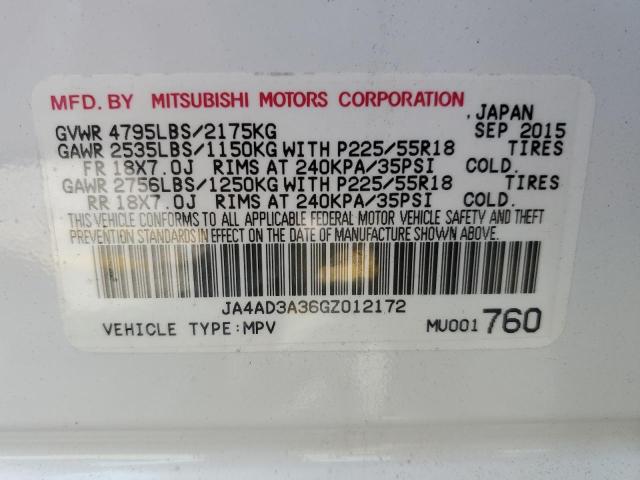 MFD. BY MITSUBISHI MOTORS CORPORATION , JAPAN
GVWR 4795LBS/2175KG SEP 2015
GAWR 2535LBS/1150KG WITH P225/55R18 TIRES
FR 18X7.0J RIMS AT 240KPA/35PSI COLD.
GAWR 2756LBS/1250KG WITH P225/55R18 TIRES
RR 18X7.0J RIMS AT 240KPA/35PSI COLD.
THIS VEHICLE CONFORMS TO ALL APPLICABLE FEDERAL MOTOR VEHICLE SAFETY AND THEFT
PREVENTION STANDARDS IN EFFECT ON THE DATE OF MANUFACTURE SHOWN ABOVE.
JA4AD3A36GZ012172
VEHICLE TYPE:MPV MU001760